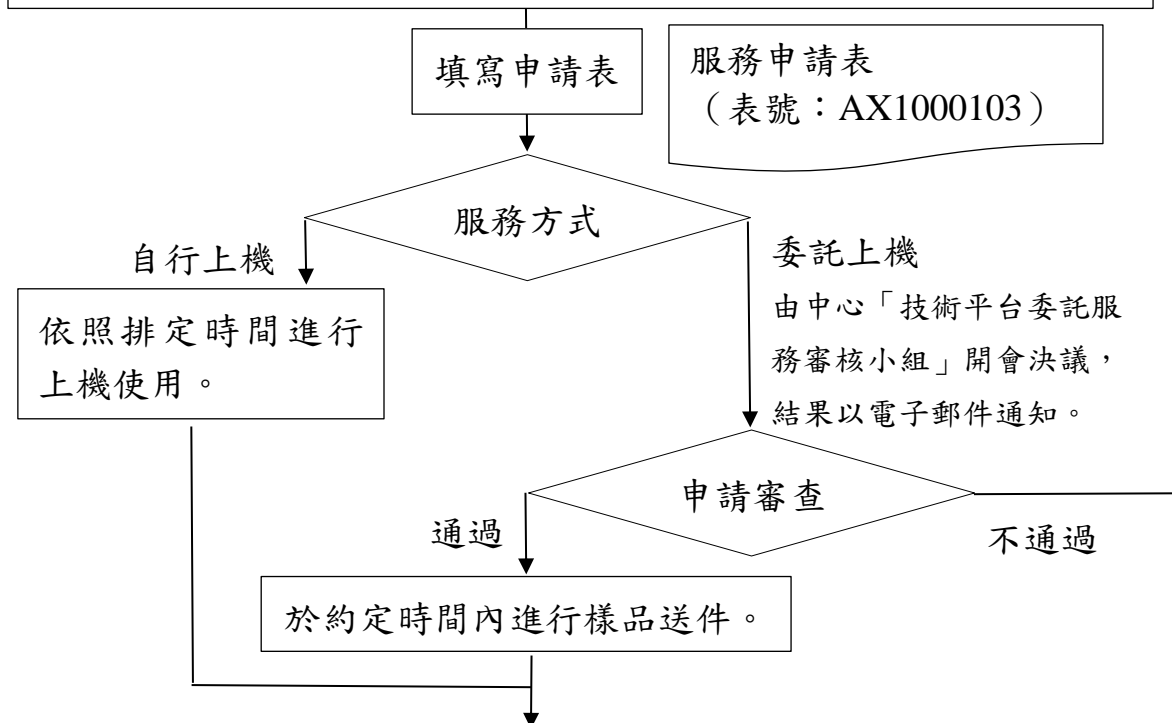 填寫申請表
服務申請表
（表號：AX1000103）
服務方式
自行上機
依照排定時間進行
上機使用。
委託上機
由中心「技術平台委託服
務審核小組」開會決議，
結果以電子郵件通知。
申請審查
通過
不通過
於約定時間內進行樣品送件。